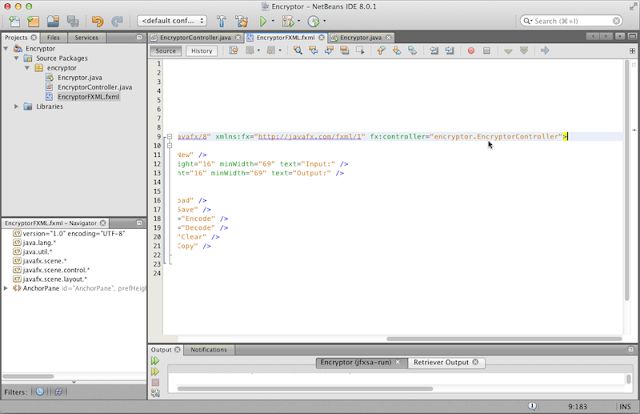 Encryptor - NetBeans IDE 8.0.1
<default conf...
Search (⌘+I)
Projects Files Services
EncryptorController.java EncryptorFXML.fxml Encryptor.java
Encryptor
Source Packages
encryptor
Encryptor.java
EncryptorController.java
EncryptorFXML.fxml
Libraries
Source History
1
2
3
4
5
6
7
8
9 avafx/8" xmlns:fx="http://javafx.com/fxml/1" fx:controller="encryptor.EncryptorController">
10
11 New" />
12 ight="16" minWidth="69" text="Input:" />
13 ht="16" minWidth="69" text="Output:" />
14
15
16 oad" />
17 Save" />
18 ="Encode" />
19 ="Decode" />
20 "Clear" />
21 Copy" />
22
23
24
EncryptorFXML.fxml - Navigator
version="1.0" encoding="UTF-8"
java.lang.*
java.util.*
javafx.scene.*
javafx.scene.control.*
javafx.scene.layout.*
AnchorPane id="AnchorPane", prefHeigh
Filters:
Output Notifications
Encryptor (jfxsa-run) Retriever Output
9:183 INS